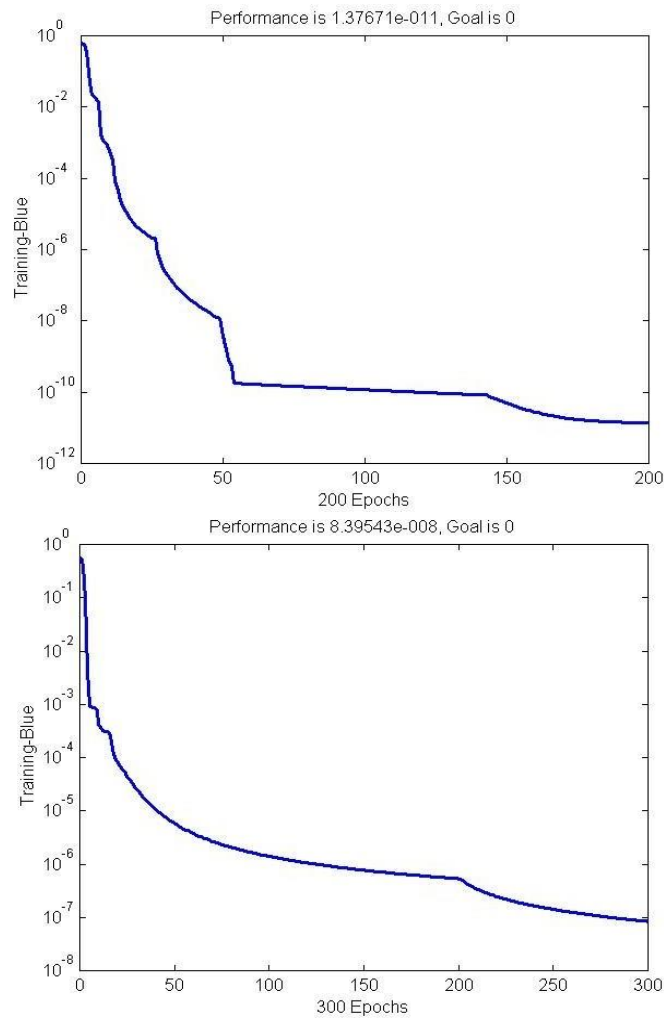 Performance is 1.37671e-011, Goal is 0
10^0
10^-2
10^-4
10^-6
10^-8
10^-10
10^-12
Training-Blue
0 50 100 150 200
200 Epochs
Performance is 8.39543e-008, Goal is 0
10^0
10^-1
10^-2
10^-3
10^-4
10^-5
10^-6
10^-7
10^-8
Training-Blue
0 50 100 150 200 250 300
300 Epochs